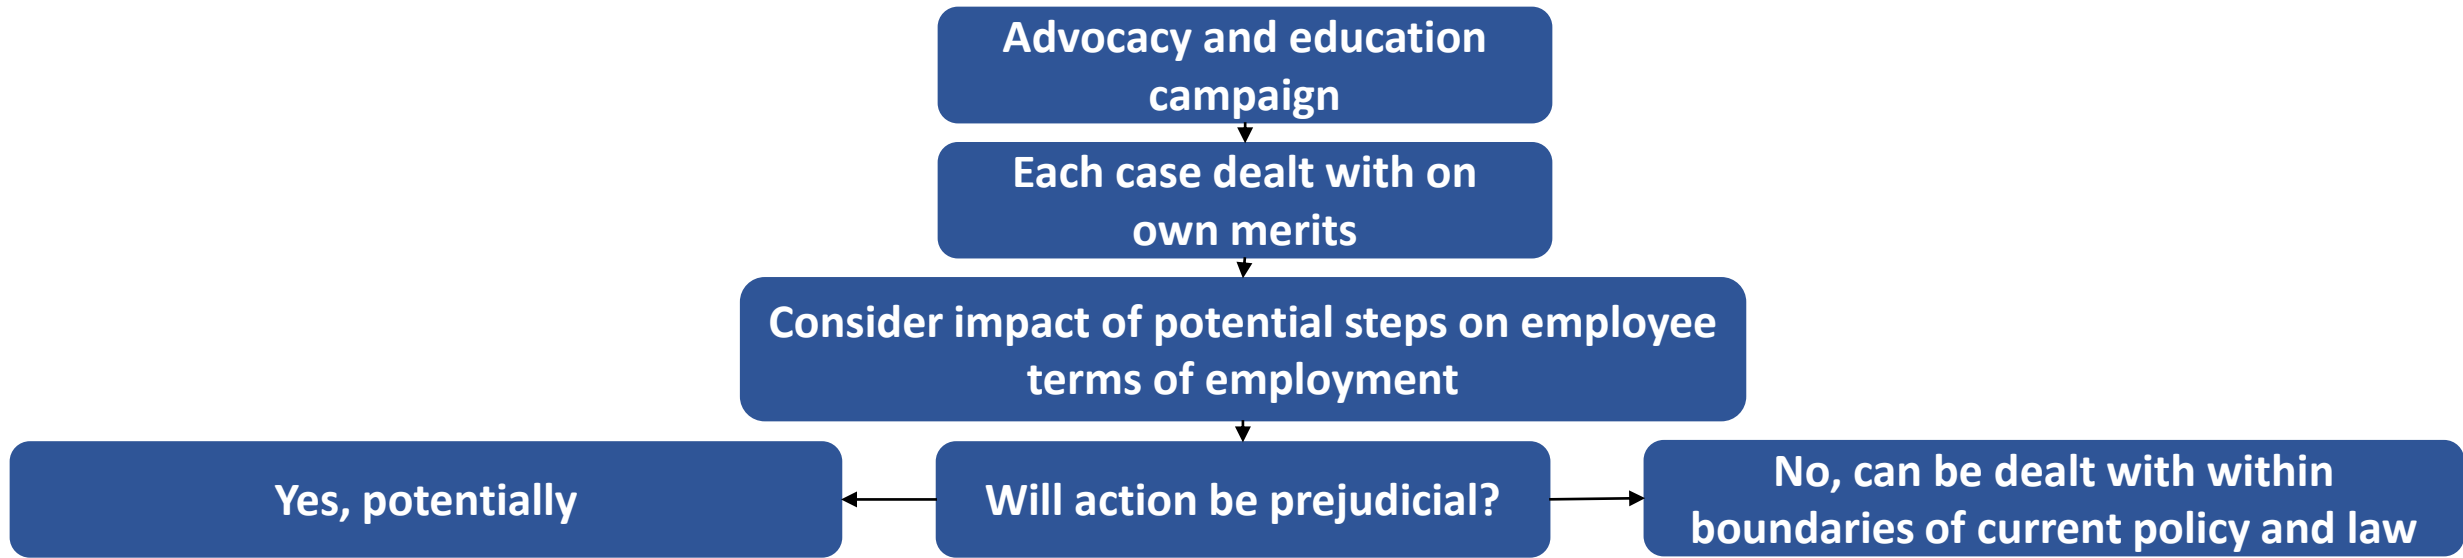 Advocacy and education
campaign
Each case dealt with on
own merits
Consider impact of potential steps on employee
terms of employment
Yes, potentially
Will action be prejudicial?
No, can be dealt with within
boundaries of current policy and law